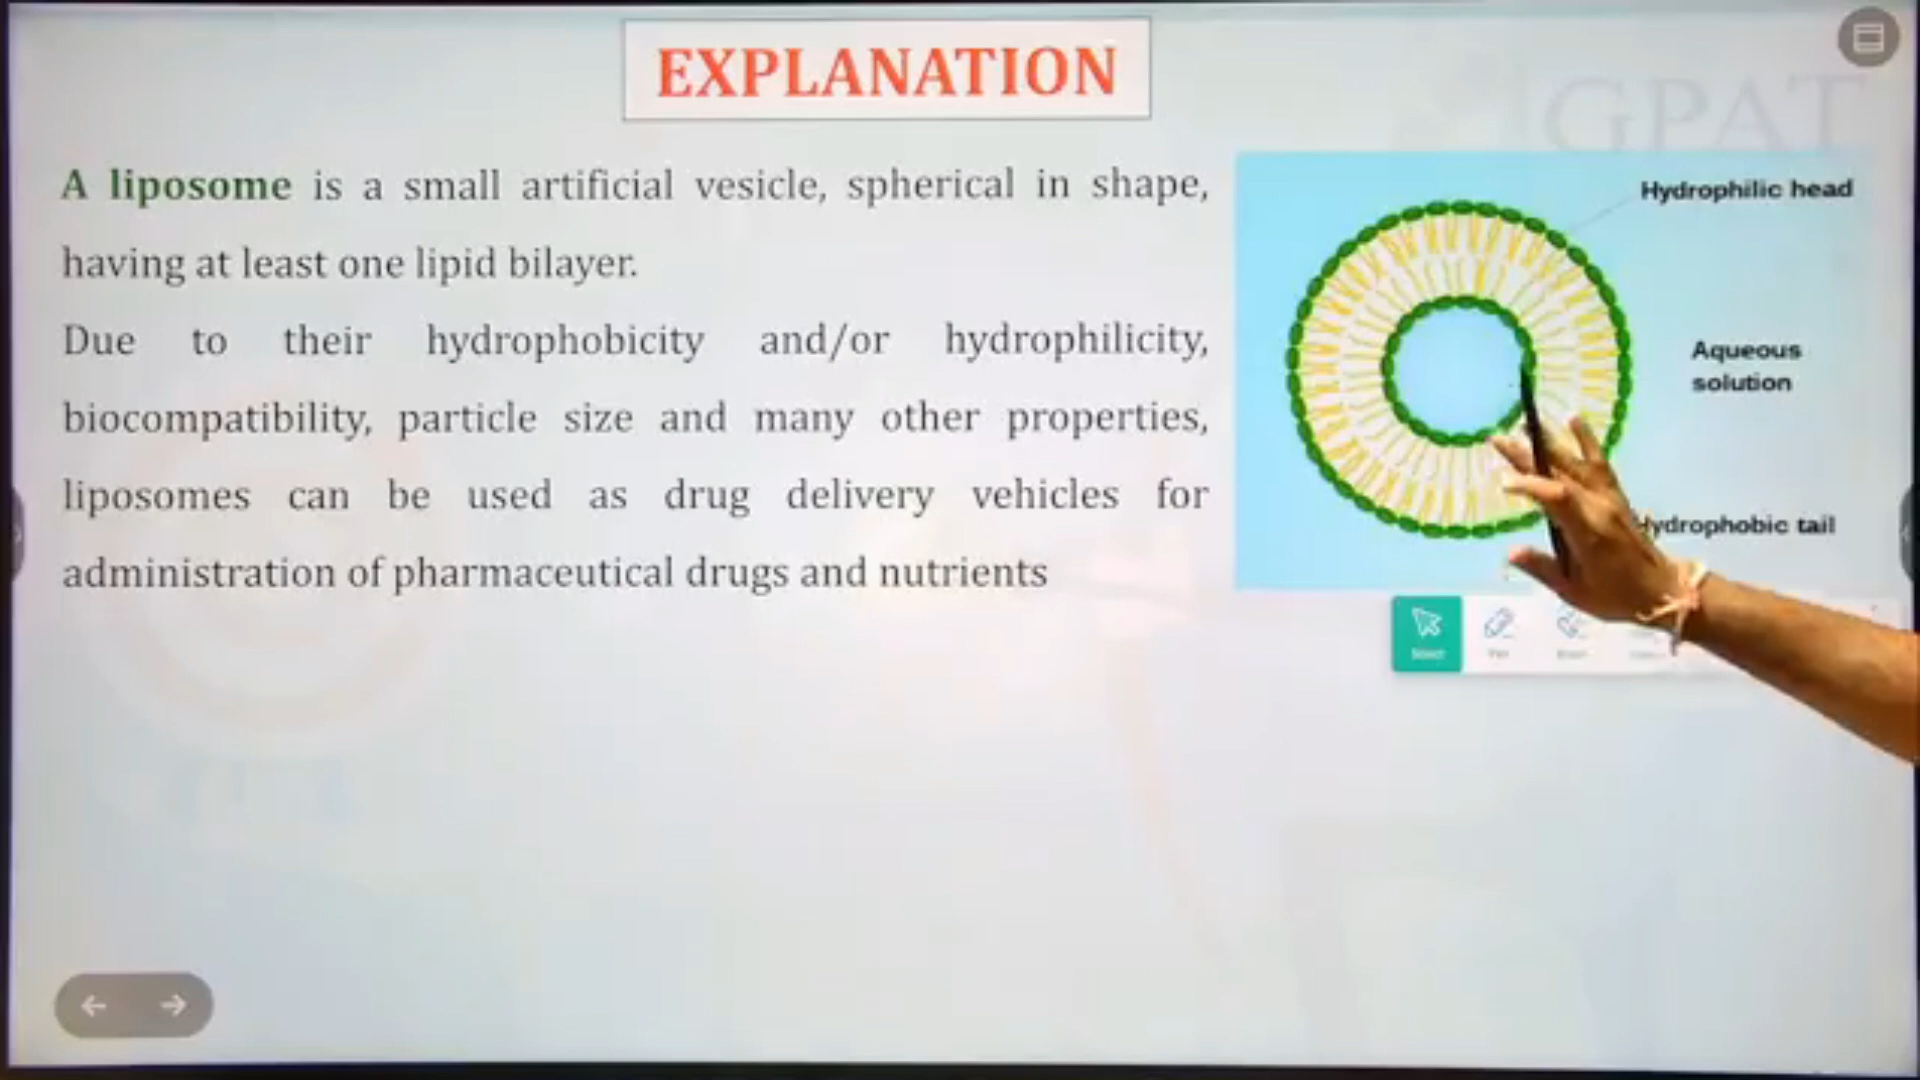 EXPLANATION
GPAT
A liposome is a small artificial vesicle, spherical in shape,
having at least one lipid bilayer.
Due to their hydrophobicity and/or hydrophilicity,
biocompatibility, particle size and many other properties,
liposomes can be used as drug delivery vehicles for
administration of pharmaceutical drugs and nutrients
Hydrophilic head
Aqueous
solution
Hydrophobic tail
Select
Pen